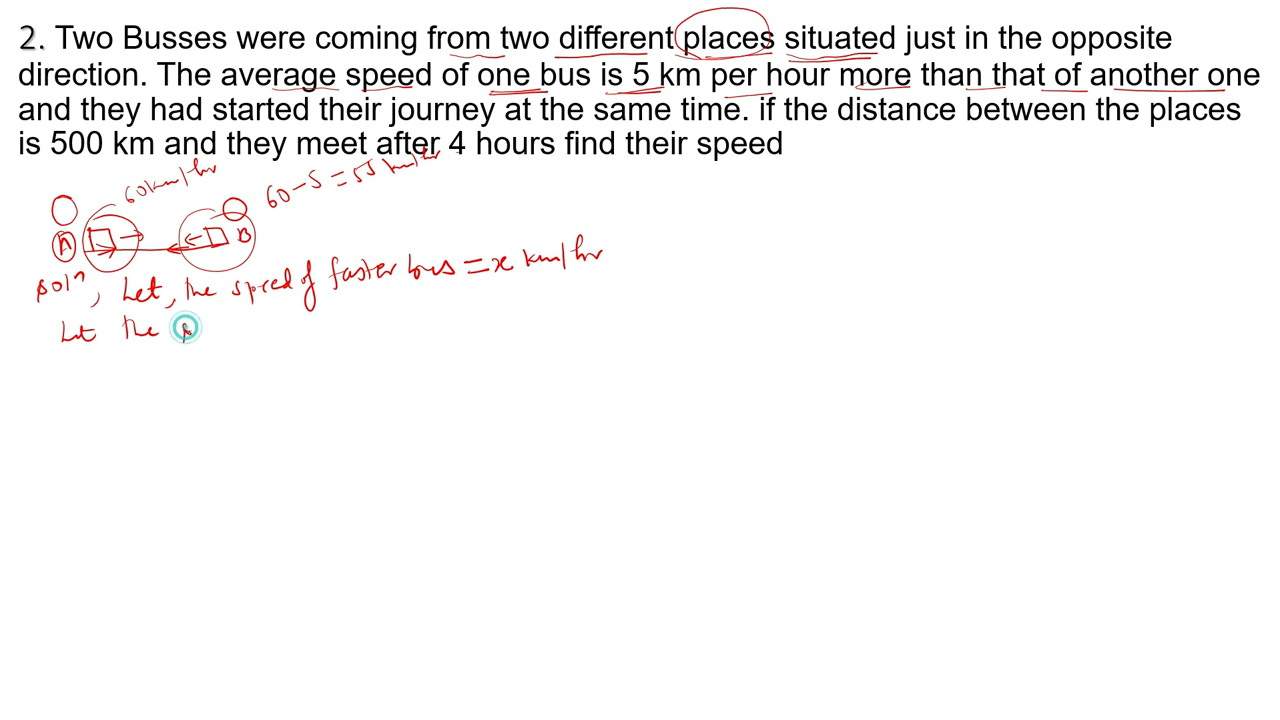 2. Two Busses were coming from two different places situated just in the opposite
direction. The average speed of one bus is 5 km per hour more than that of another one
and they had started their journey at the same time. if the distance between the places
is 500 km and they meet after 4 hours find their speed
60 km/hr
60-5=55 km/hr
A B
Solⁿ, Let, the speed of faster bus = x km/hr
Let the